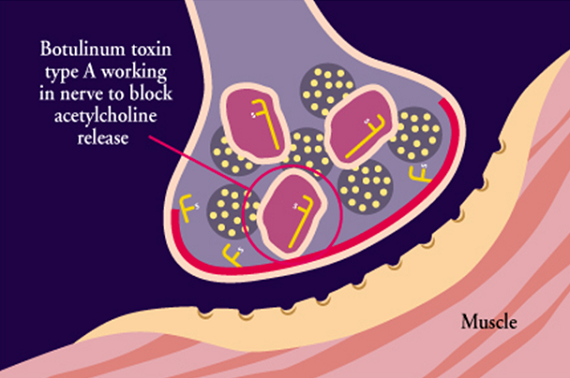 Botulinum toxin
type A working
in nerve to block
acetylcholine
release
s
s
s
s
s
s
Muscle